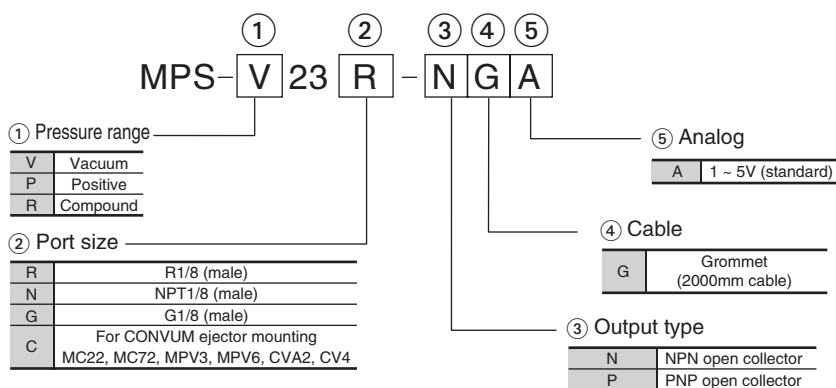 ① ② ③ ④ ⑤
MPS-V 23 R - N G A
① Pressure range
V Vacuum
P Positive
R Compound
② Port size
R R1/8 (male)
N NPT1/8 (male)
G G1/8 (male)
C For CONVUM ejector mounting
MC22, MC72, MPV3, MPV6, CVA2, CV4
⑤ Analog
A 1 ~ 5V (standard)
④ Cable
G Grommet
(2000mm cable)
③ Output type
N NPN open collector
P PNP open collector